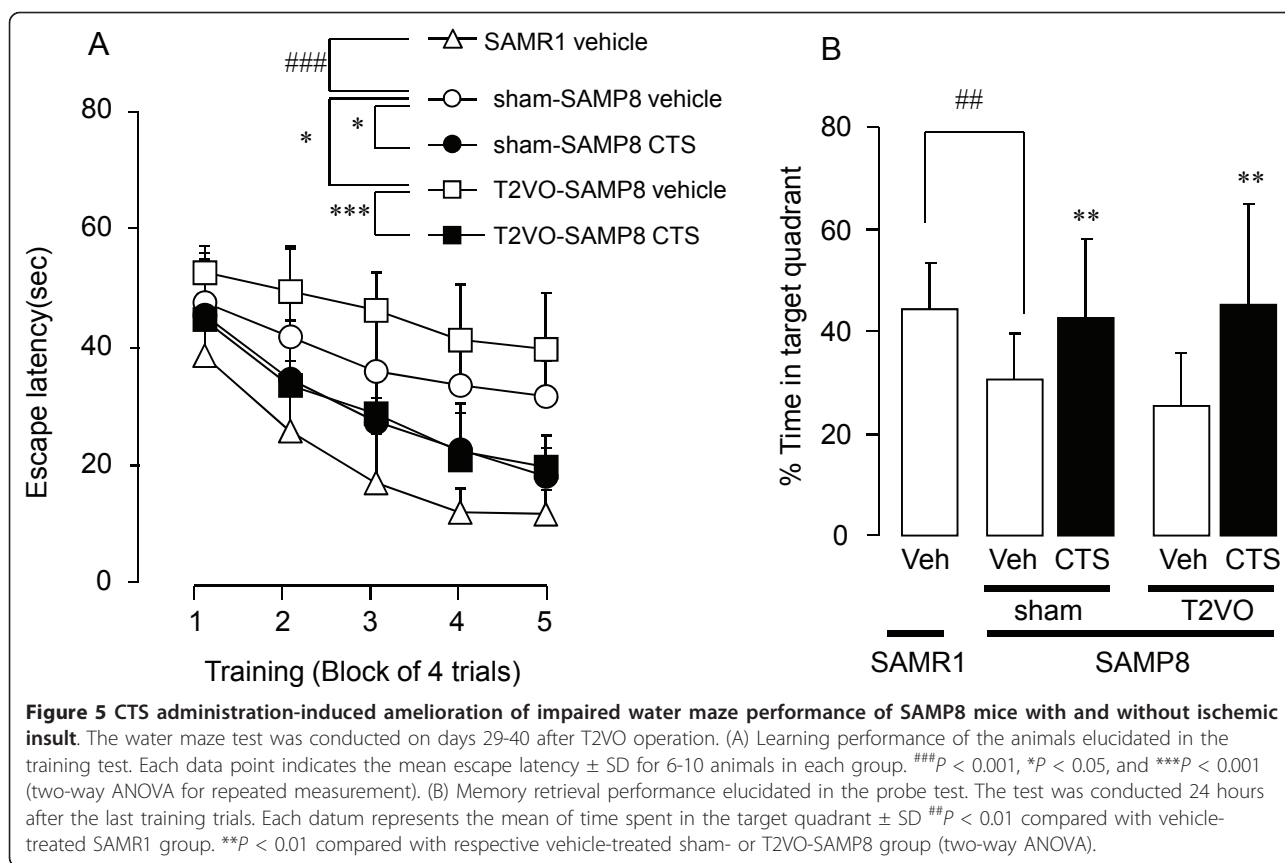 A
SAMR1 vehicle
###
sham-SAMP8 vehicle
*
*
sham-SAMP8 CTS
T2VO-SAMP8 vehicle
***
T2VO-SAMP8 CTS
80
60
40
20
0
Escape latency(sec)
1 2 3 4 5
Training (Block of 4 trials)
B
##
**
**
80
60
40
20
0
% Time in target quadrant
Veh Veh CTS Veh CTS
sham T2VO
SAMR1 SAMP8
Figure 5 CTS administration-induced amelioration of impaired water maze performance of SAMP8 mice with and without ischemic
insult. The water maze test was conducted on days 29-40 after T2VO operation. (A) Learning performance of the animals elucidated in the
training test. Each data point indicates the mean escape latency ± SD for 6-10 animals in each group. ###P < 0.001, *P < 0.05, and ***P < 0.001
(two-way ANOVA for repeated measurement). (B) Memory retrieval performance elucidated in the probe test. The test was conducted 24 hours
after the last training trials. Each datum represents the mean of time spent in the target quadrant ± SD ##P < 0.01 compared with vehicle-
treated SAMR1 group. **P < 0.01 compared with respective vehicle-treated sham- or T2VO-SAMP8 group (two-way ANOVA).